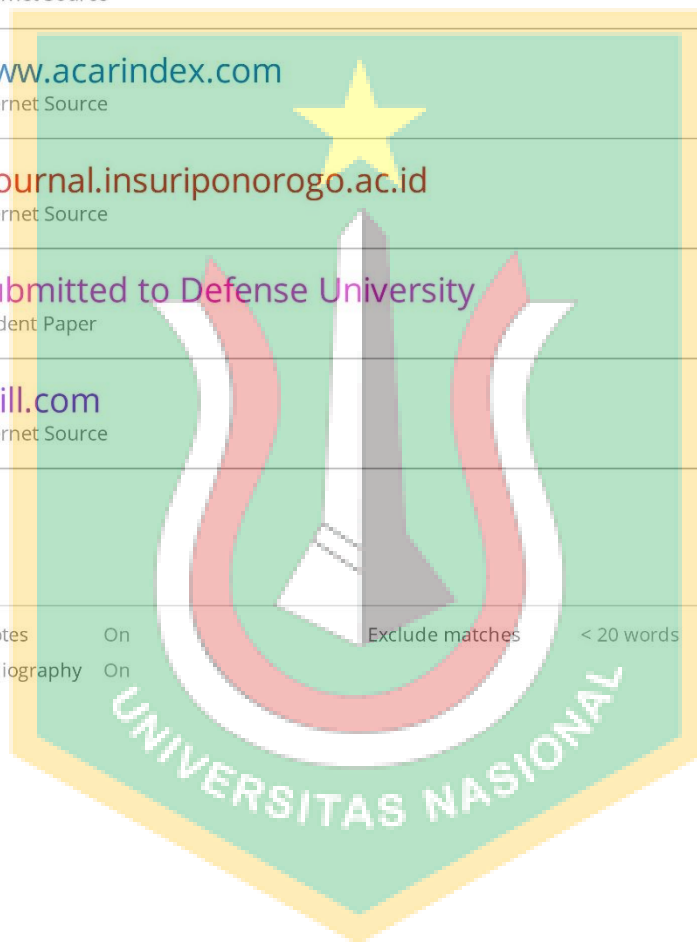 ww.acarindex.com
rnet Source
ournal.insuriponorogo.ac.id
rnet Source
bmitted to Defense University
dent Paper
ill.com
rnet Source
tes On Exclude matches < 20 words
iography On
UNIVERSITAS NASIONAL